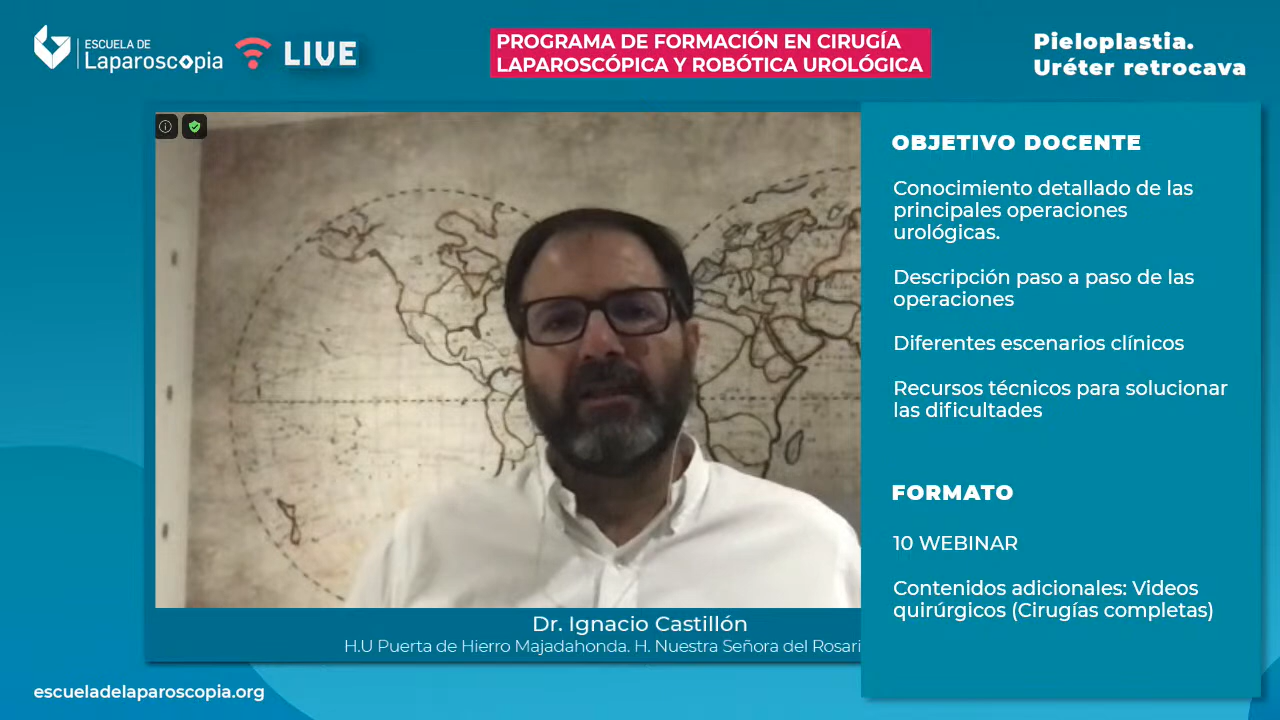 ESCUELA DE
Laparoscopia
LIVE
PROGRAMA DE FORMACIÓN EN CIRUGÍA
LAPAROSCÓPICA Y ROBÓTICA UROLÓGICA
Pieloplastia.
Uréter retrocava
OBJETIVO DOCENTE
Conocimiento detallado de las
principales operaciones
urológicas.
Descripción paso a paso de las
operaciones
Diferentes escenarios clínicos
Recursos técnicos para solucionar
las dificultades
FORMATO
10 WEBINAR
Contenidos adicionales: Videos
quirúrgicos (Cirugías completas)
Dr. Ignacio Castillón
H.U Puerta de Hierro Majadahonda. H. Nuestra Señora del Rosari
escueladelaparoscopia.org